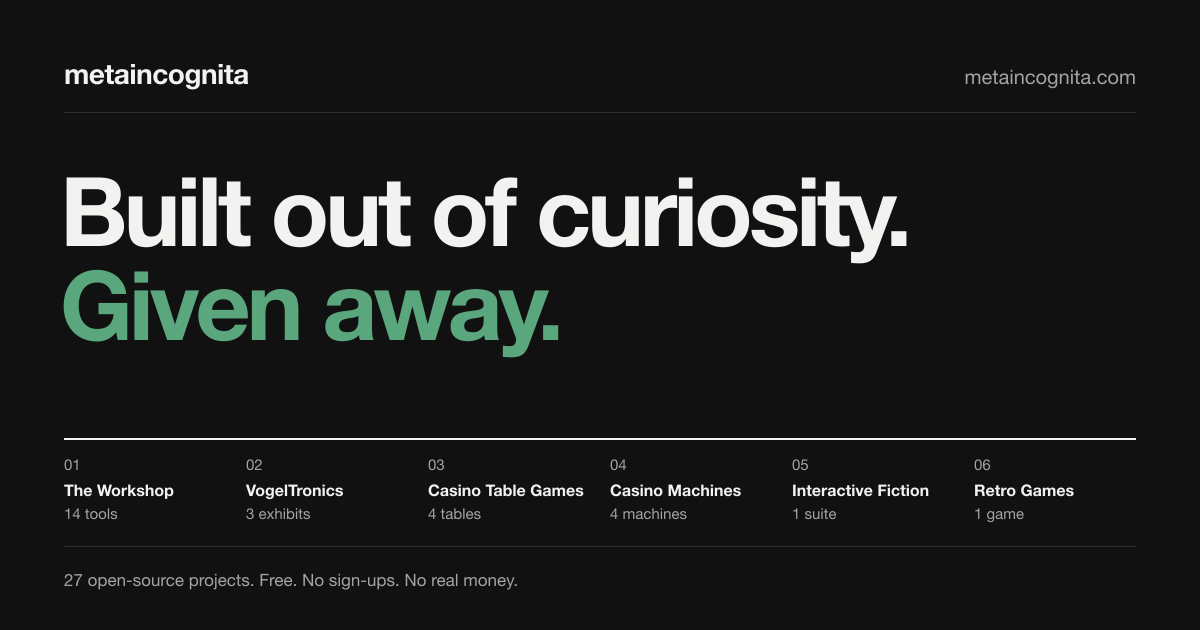 metaincognita
metaincognita.com
Built out of curiosity.
Given away.
01
The Workshop
14 tools
02
VogelTronics
3 exhibits
03
Casino Table Games
4 tables
04
Casino Machines
4 machines
05
Interactive Fiction
1 suite
06
Retro Games
1 game
27 open-source projects. Free. No sign-ups. No real money.